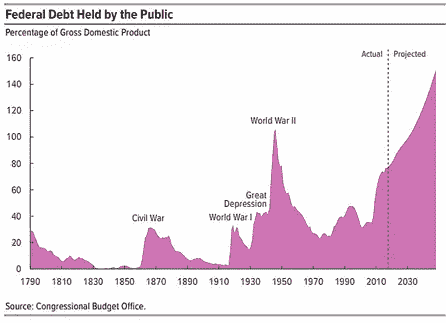 Federal Debt Held by the Public
Percentage of Gross Domestic Product
Actual Projected
160
140
120
100
80
60
40
20
0
World War II
Great
Depression
Civil War
World War I
1790 1810 1830 1850 1870 1890 1910 1930 1950 1970 1990 2010 2030
Source: Congressional Budget Office.